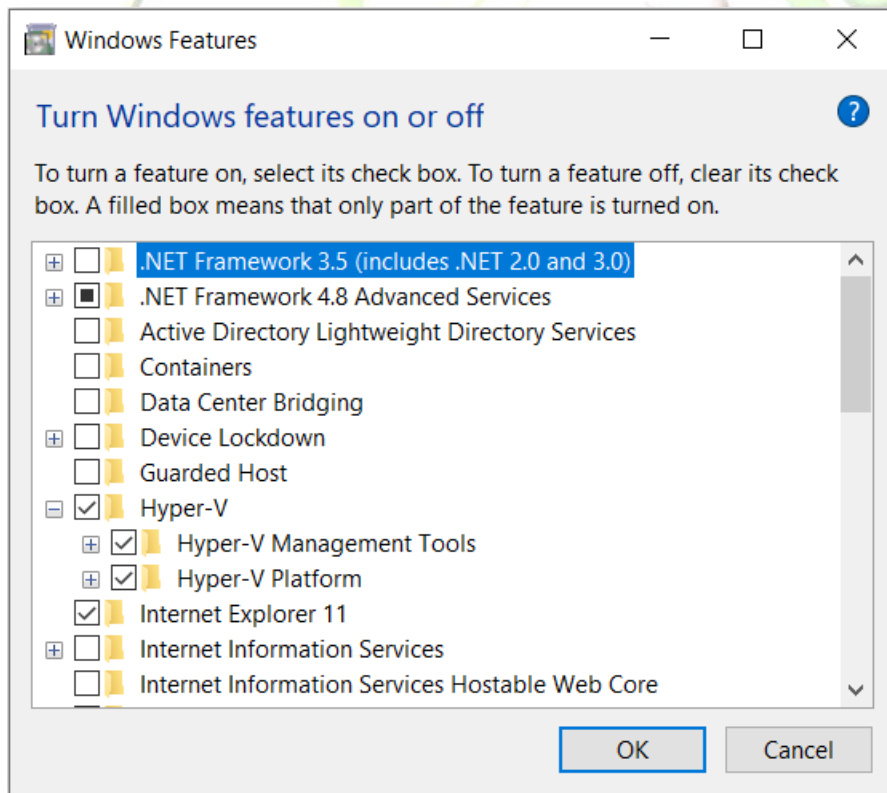 Windows Features
Turn Windows features on or off
?
To turn a feature on, select its check box. To turn a feature off, clear its check
box. A filled box means that only part of the feature is turned on.
.NET Framework 3.5 (includes .NET 2.0 and 3.0)
.NET Framework 4.8 Advanced Services
Active Directory Lightweight Directory Services
Containers
Data Center Bridging
Device Lockdown
Guarded Host
Hyper-V
Hyper-V Management Tools
Hyper-V Platform
Internet Explorer 11
Internet Information Services
Internet Information Services Hostable Web Core
OK
Cancel